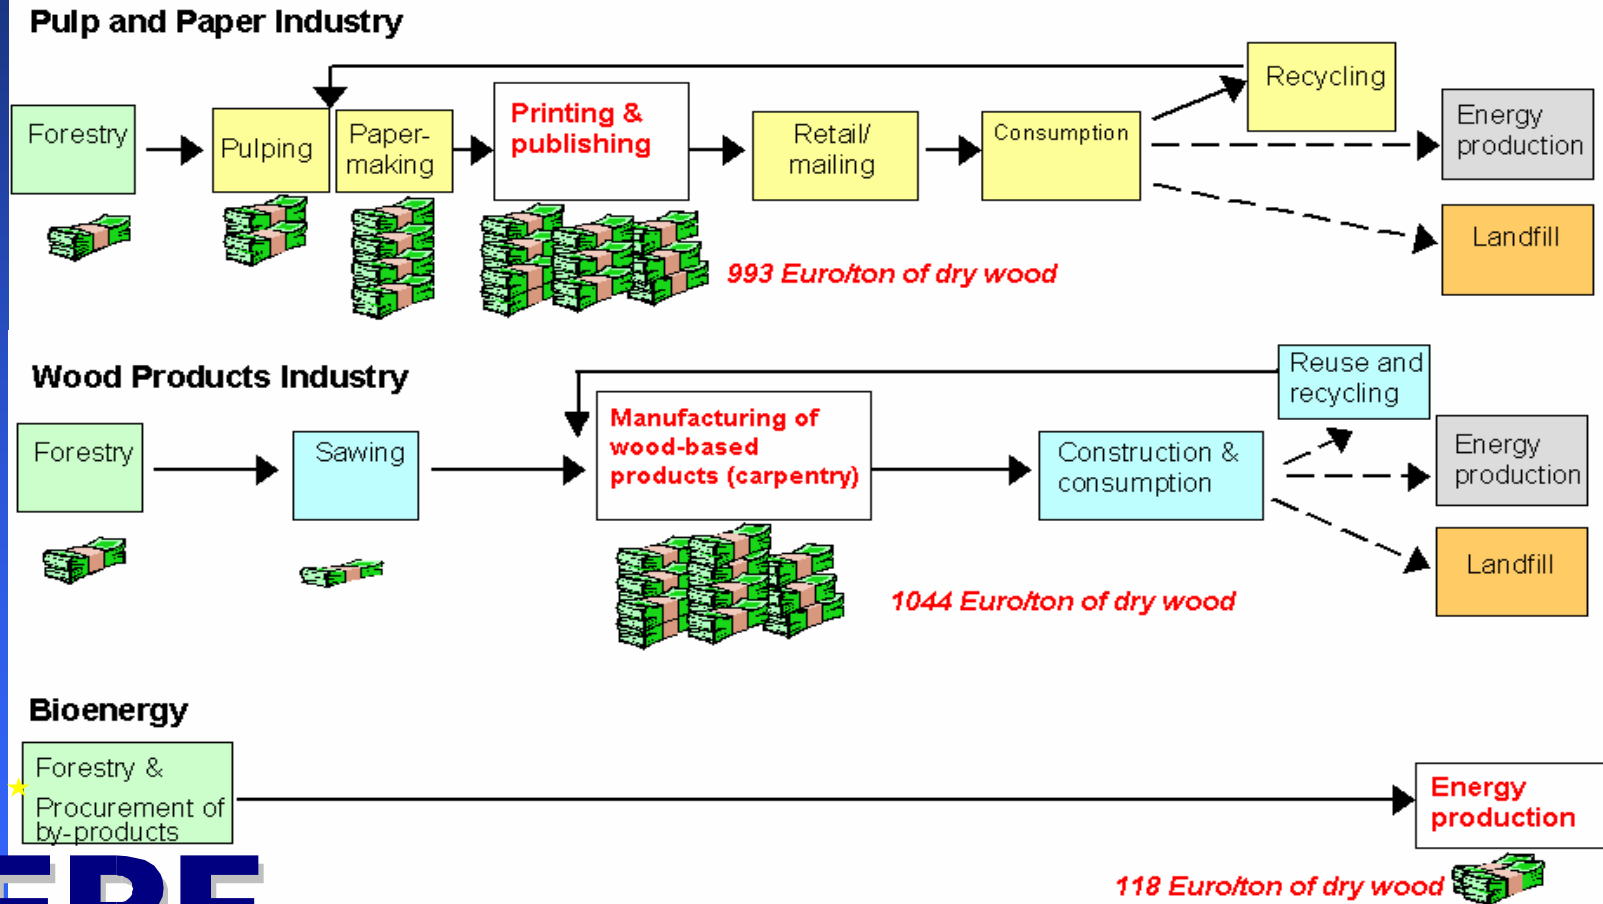 Pulp and Paper Industry
Recycling
Forestry
Pulping
Paper-
making
Printing &
publishing
Retail/
mailing
Consumption
Energy
production
Landfill
993 Euro/ton of dry wood
Wood Products Industry
Reuse and
recycling
Forestry
Sawing
Manufacturing of
wood-based
products (carpentry)
Construction &
consumption
Energy
production
Landfill
1044 Euro/ton of dry wood
Bioenergy
Forestry &
Procurement of
by-products
Energy
production
118 Euro/ton of dry wood